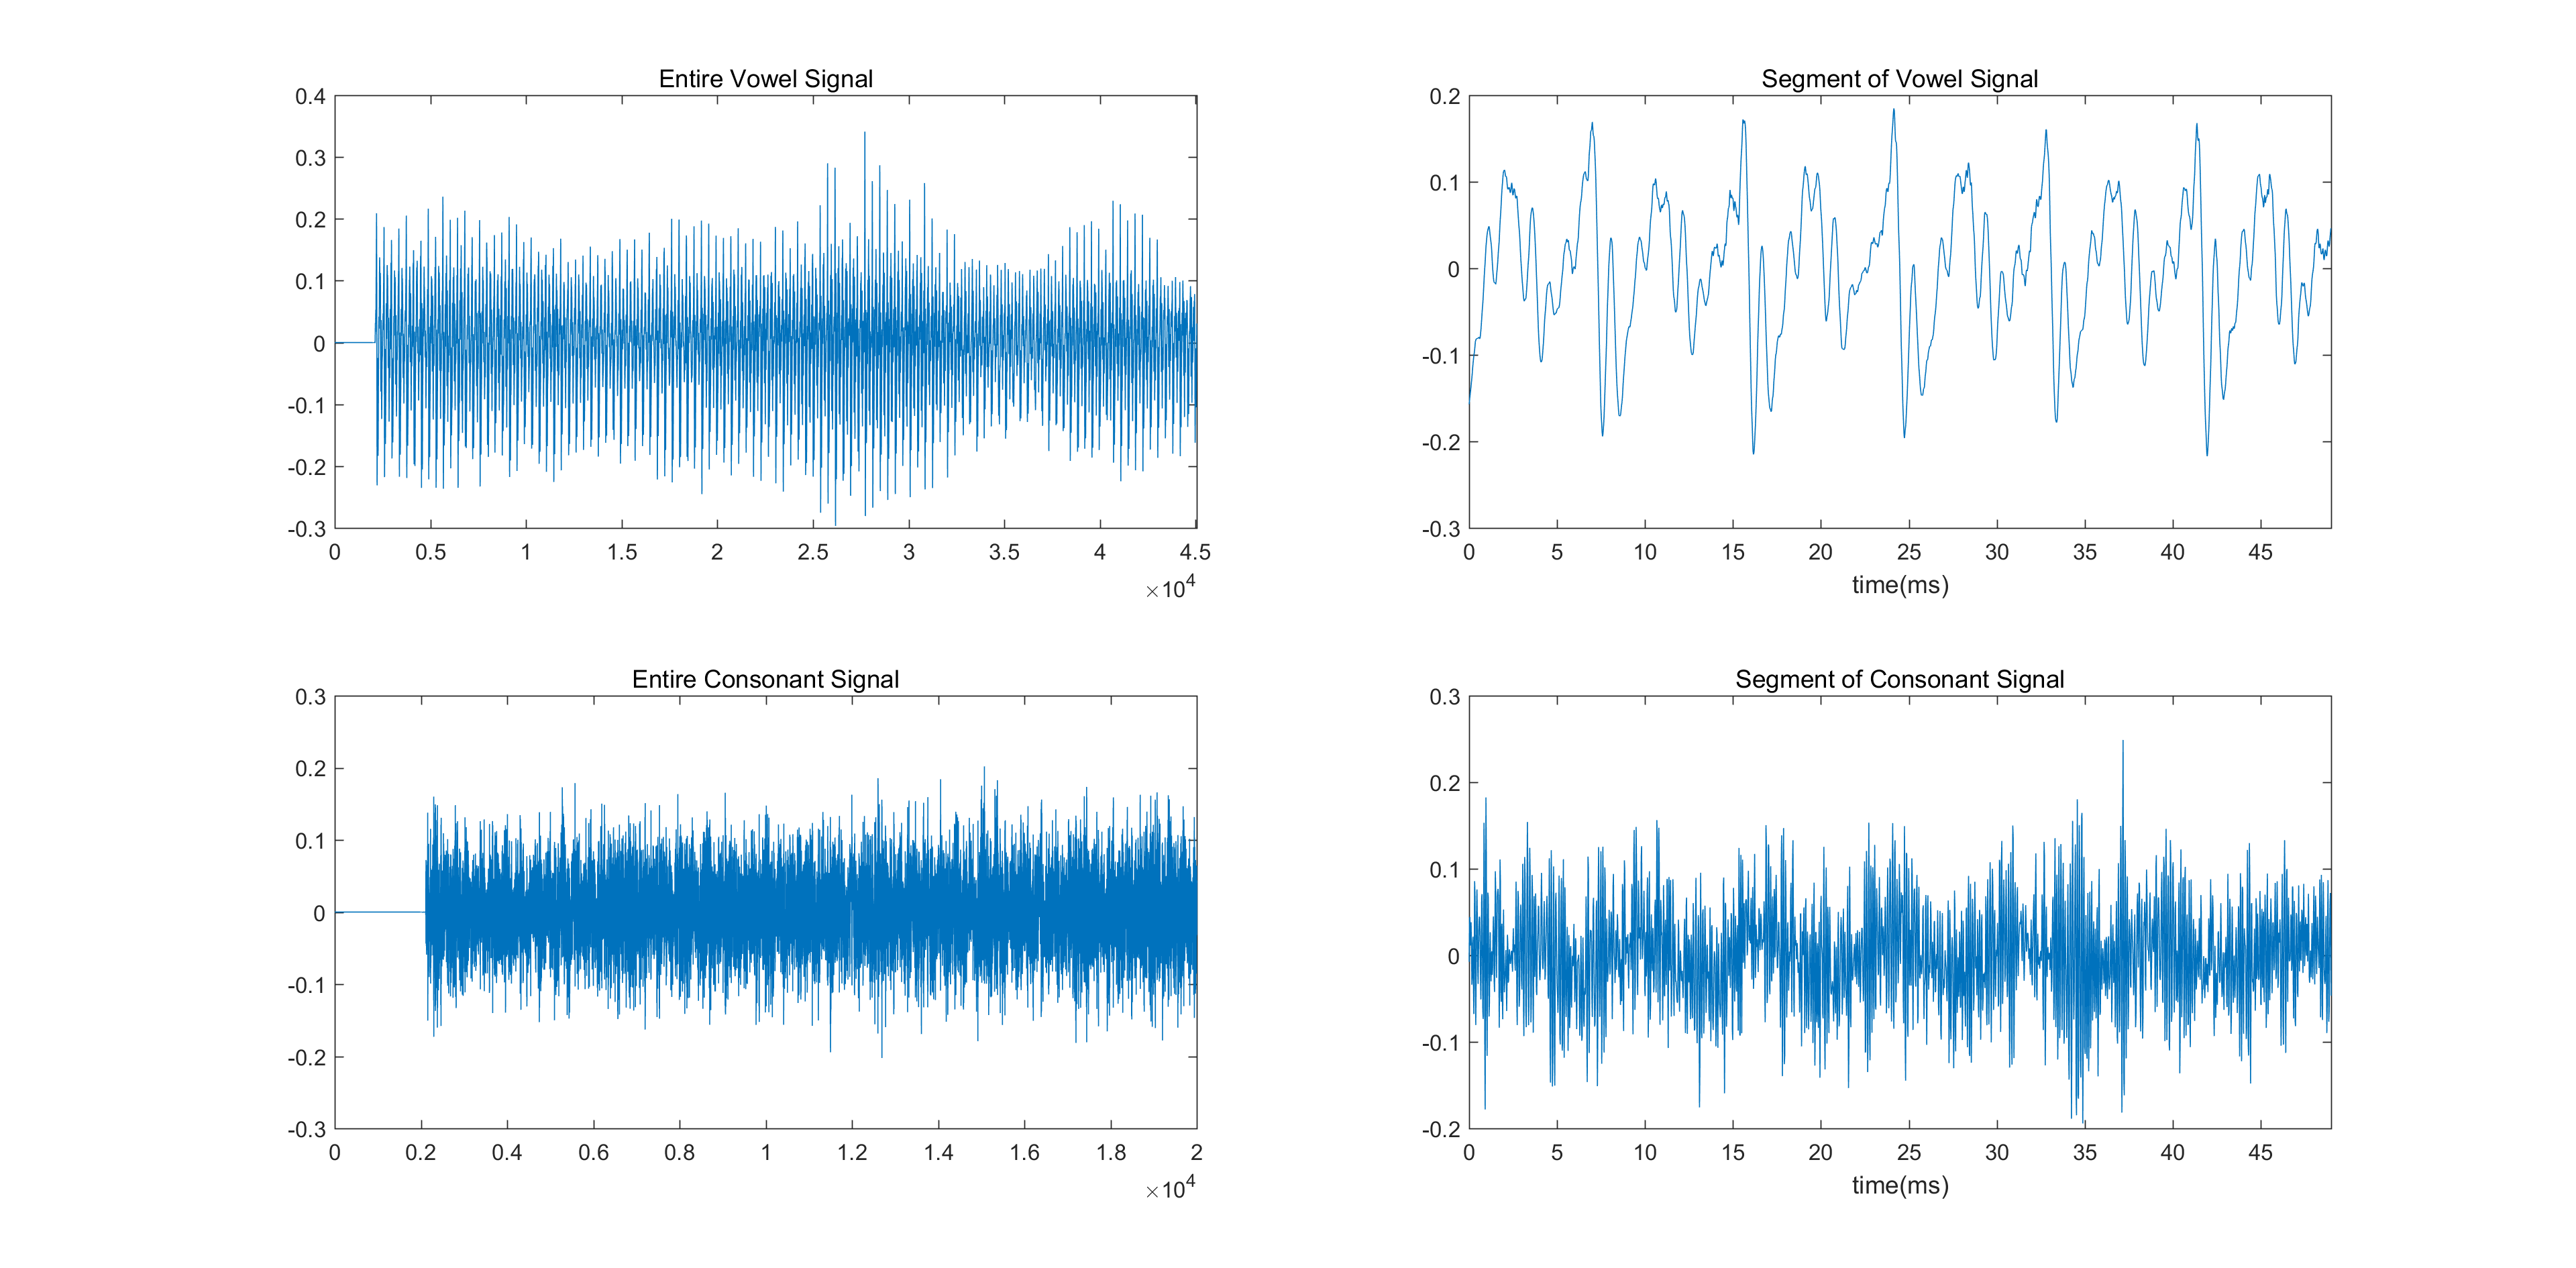 Entire Vowel Signal
0.4
0.3
0.2
0.1
0
-0.1
-0.2
-0.3
0 0.5 1 1.5 2 2.5 3 3.5 4 4.5
×10^4
Segment of Vowel Signal
0.2
0.1
0
-0.1
-0.2
-0.3
0 5 10 15 20 25 30 35 40 45
time(ms)
Entire Consonant Signal
0.3
0.2
0.1
0
-0.1
-0.2
-0.3
0 0.2 0.4 0.6 0.8 1 1.2 1.4 1.6 1.8 2
×10^4
Segment of Consonant Signal
0.3
0.2
0.1
0
-0.1
-0.2
0 5 10 15 20 25 30 35 40 45
time(ms)